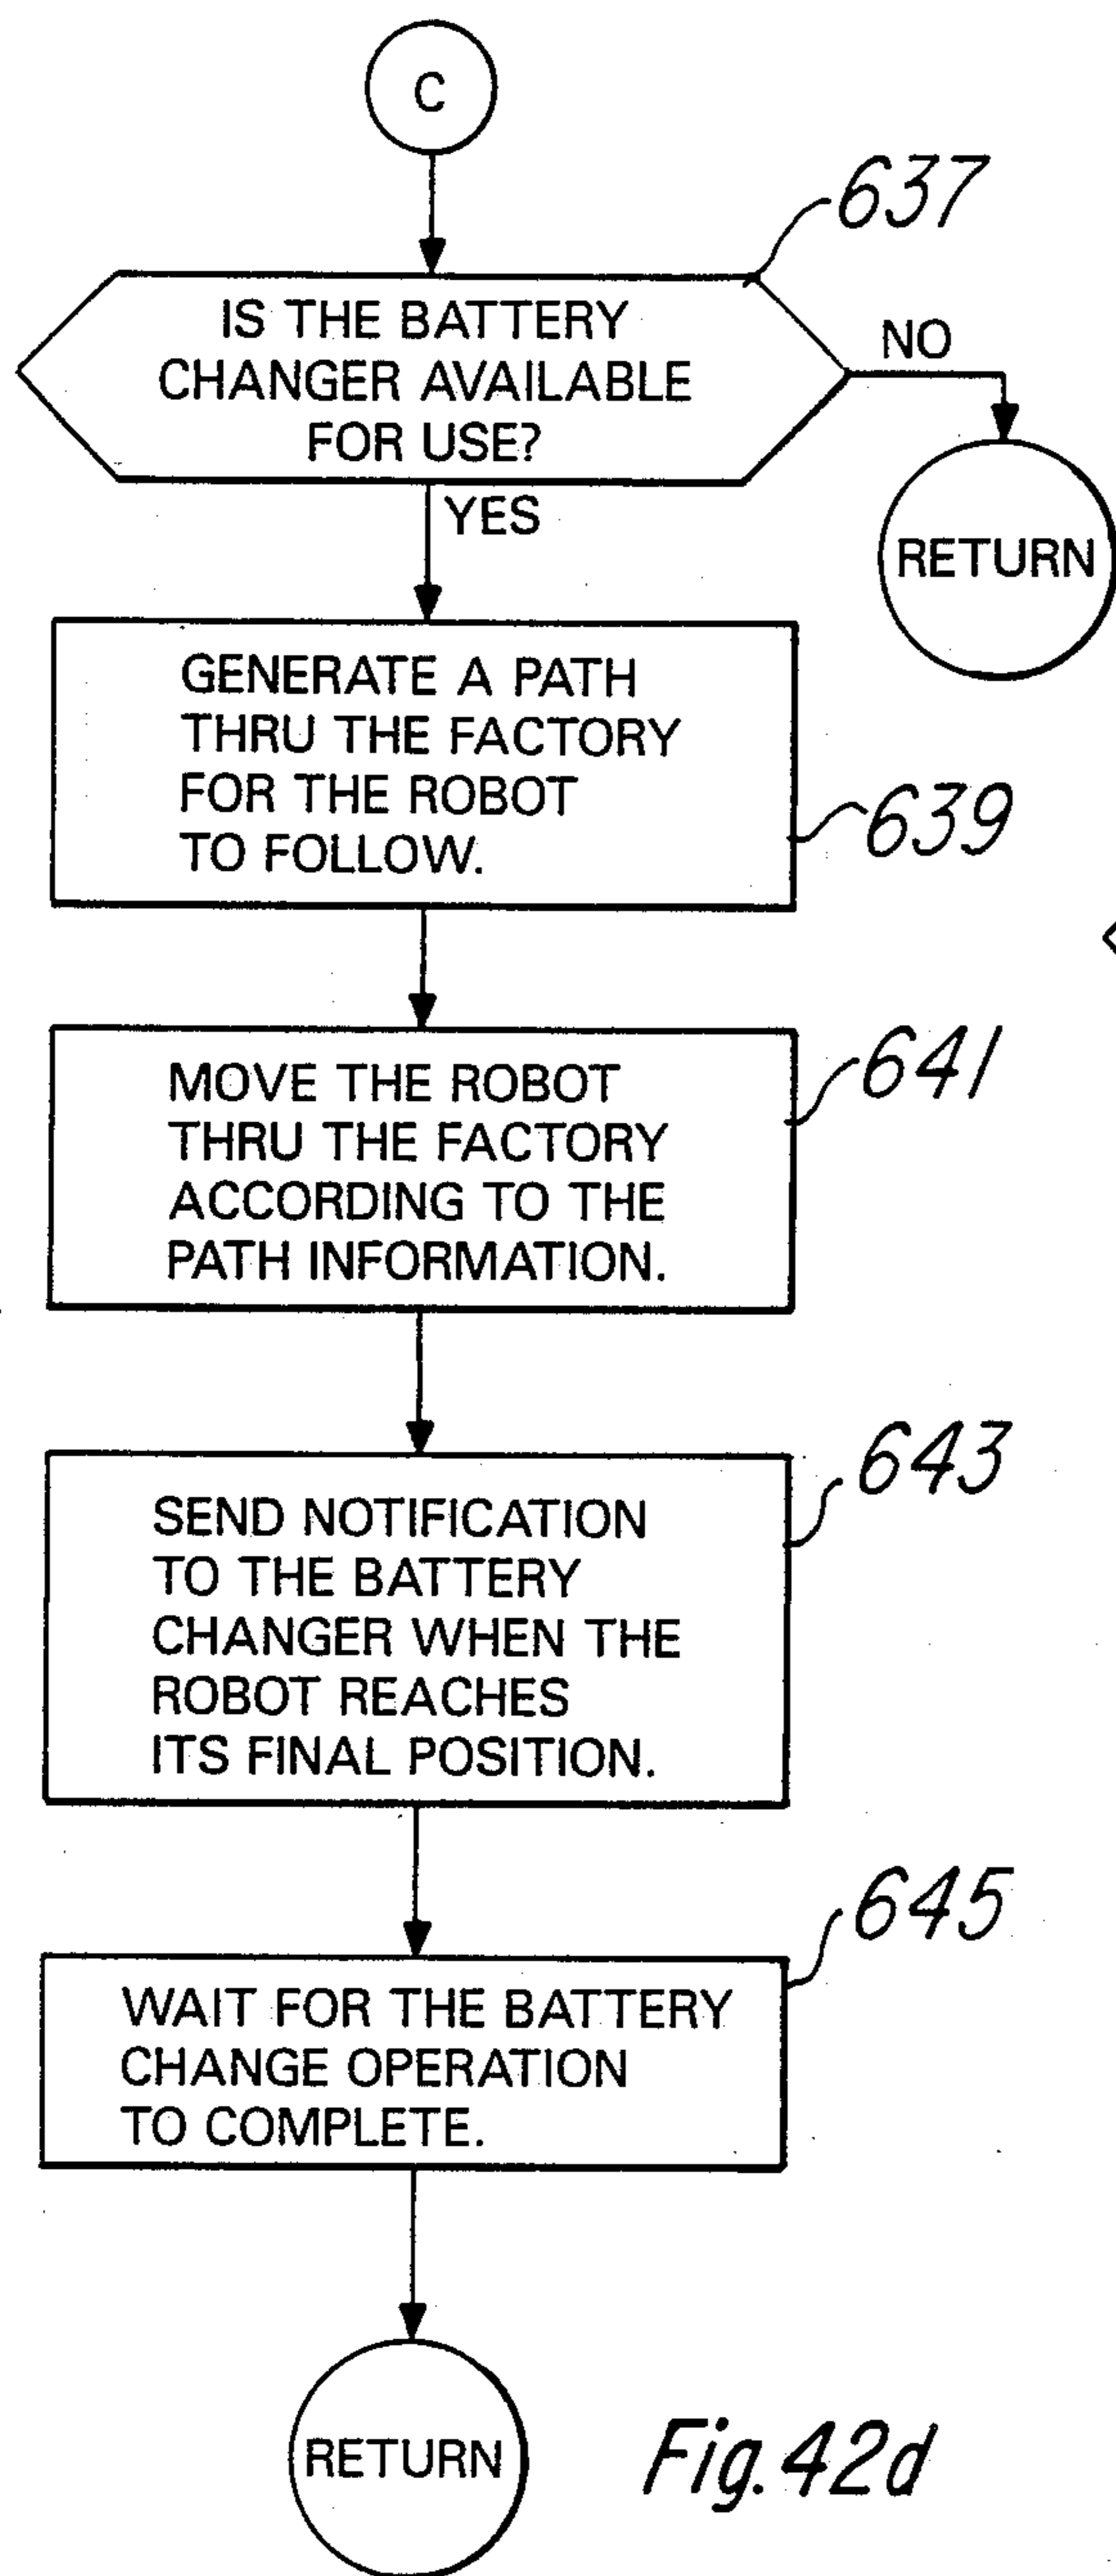 C
637
IS THE BATTERY
CHANGER AVAILABLE
FOR USE?
NO
RETURN
YES
GENERATE A PATH
THRU THE FACTORY
FOR THE ROBOT
TO FOLLOW.
639
MOVE THE ROBOT
THRU THE FACTORY
ACCORDING TO THE
PATH INFORMATION.
641
SEND NOTIFICATION
TO THE BATTERY
CHANGER WHEN THE
ROBOT REACHES
ITS FINAL POSITION.
643
WAIT FOR THE BATTERY
CHANGE OPERATION
TO COMPLETE.
645
RETURN
Fig. 42d